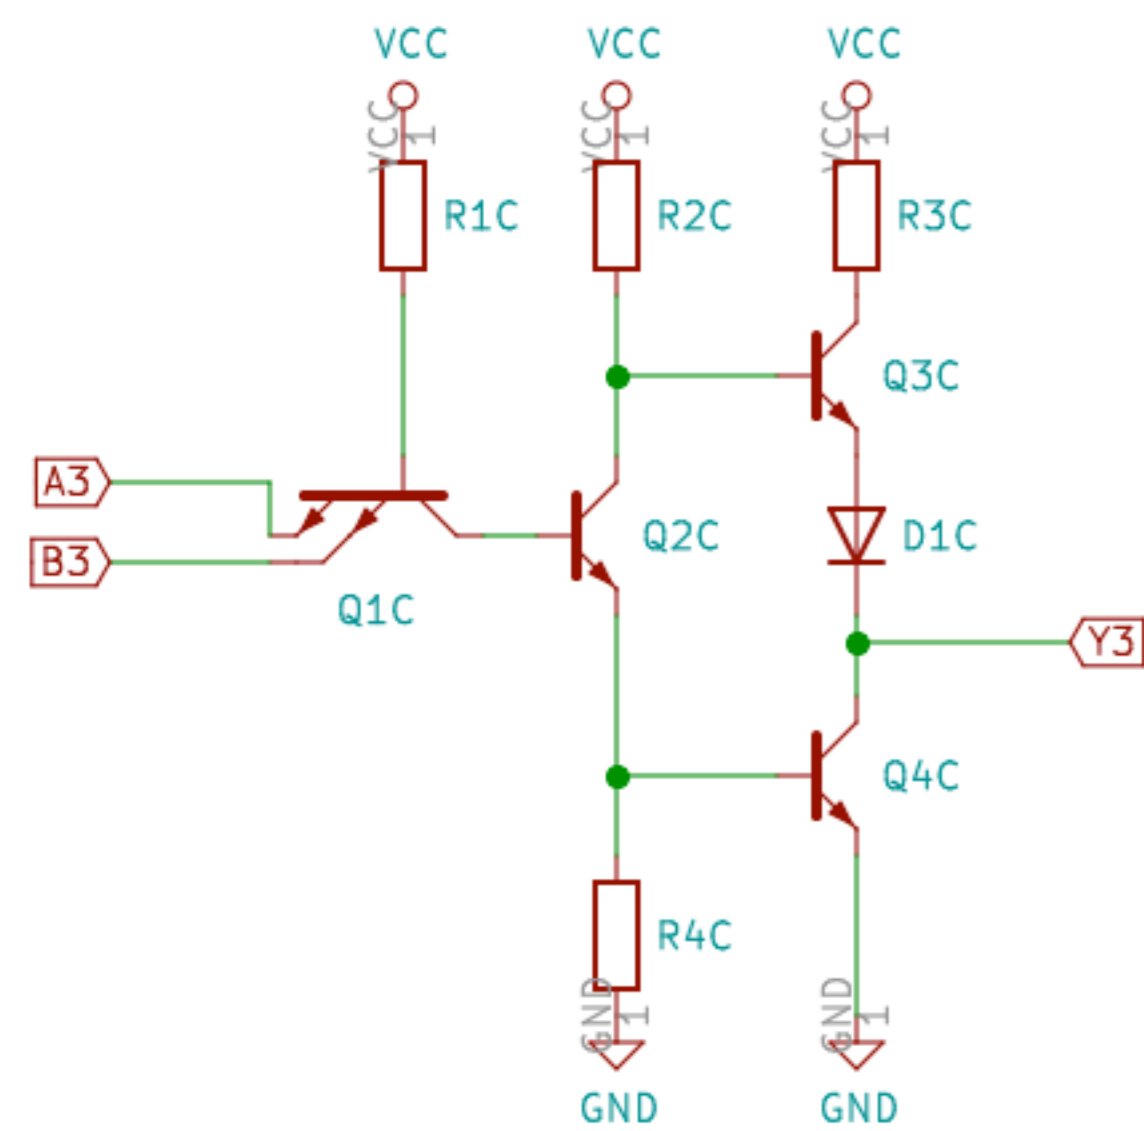 VCC VCC VCC
VCC 1 VCC 1 VCC 1
R1C R2C R3C
Q3C
A3
Q2C D1C
B3
Q1C
Y3
Q4C
R4C
GND 1 GND 1
GND GND